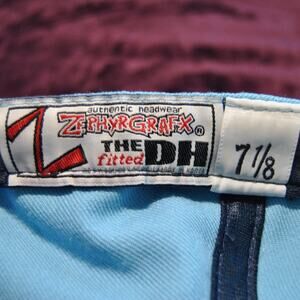 authentic headwear
ZEPHYRGRAFX®
THE DH
fitted
7 1/8